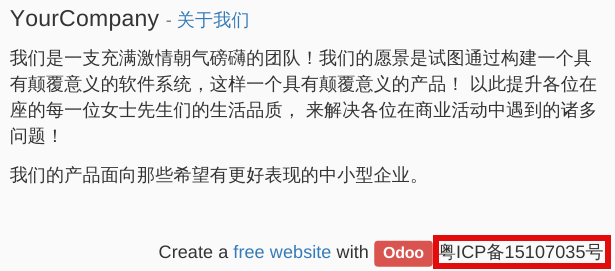 YourCompany - 关于我们
我们是一支充满激情朝气磅礴的团队！我们的愿景是试图通过构建一个具
有颠覆意义的软件系统，这样一个具有颠覆意义的产品！ 以此提升各位在
座的每一位女士先生们的生活品质， 来解决各位在商业活动中遇到的诸多
问题！
我们的产品面向那些希望有更好表现的中小型企业。
Create a free website with Odoo 粤ICP备15107035号